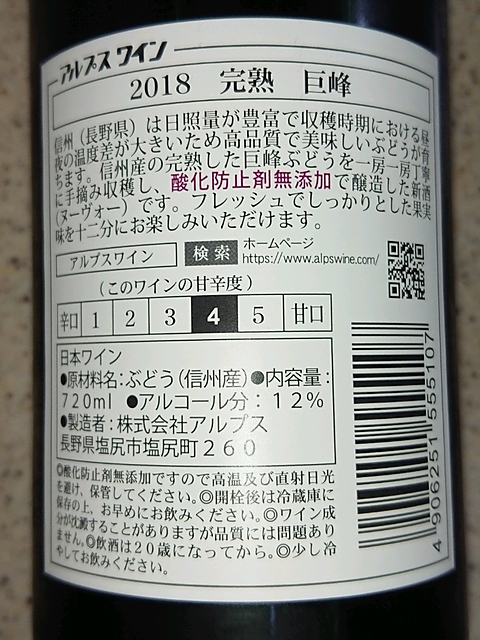 アルプス ワイン
2018 完熟 巨峰
信州（長野県）は日照量が豊富で収穫時期における昼
夜の温度差が大きいため高品質で美味しいぶどうが育
ちます。信州産の完熟した巨峰ぶどうを一房一房丁寧
に手摘み収穫し、酸化防止剤無添加で醸造した新酒
（ヌーヴォー）です。フレッシュでしっかりとした果実
味を十二分にお楽しみいただけます。
アルプスワイン 検索 ホームページ
https://www.alpswine.com/
（このワインの甘辛度）
辛口 1 2 3 4 5 甘口
日本ワイン
●原材料名：ぶどう（信州産）●内容量：
720ml ●アルコール分：12％
●製造者：株式会社アルプス
長野県塩尻市塩尻町260
◎酸化防止剤無添加ですので高温及び直射日光
を避け、保管してください。◎開栓後は冷蔵庫に
保存の上、お早めにお飲みください。◎ワイン成
分が沈澱することがありますが品質には問題あり
ません。◎飲酒は20歳になってから。◎少し冷
やしてお飲みください。
4906251555107